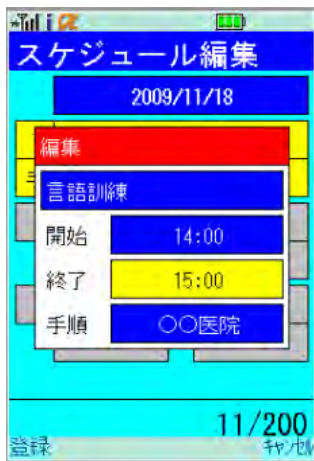 スケジュール編集
2009/11/18
編集
言語訓練
開始 14:00
終了 15:00
手順 〇〇医院
11/200
登録 キャンセル